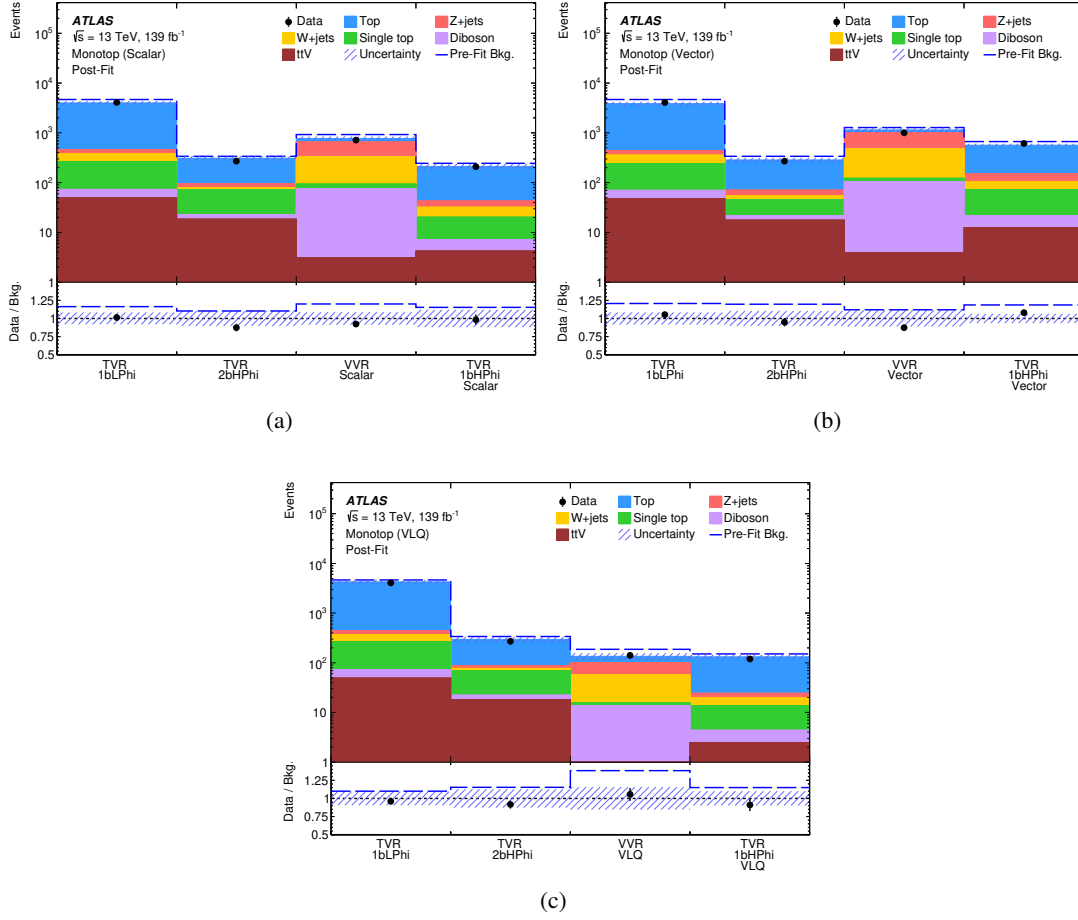 Events
ATLAS
√s = 13 TeV, 139 fb⁻¹
Monotop (Scalar)
Post-Fit
Data Top Z+jets
W+jets Single top Diboson
ttV Uncertainty Pre-Fit Bkg.
10⁵
10⁴
10³
10²
10
1
Data / Bkg.
1.25
1
0.75
0.5
TVR 1bLPhi
TVR 2bHPhi
VVR Scalar
TVR 1bHPhi Scalar
(a)
Events
ATLAS
√s = 13 TeV, 139 fb⁻¹
Monotop (Vector)
Post-Fit
Data Top Z+jets
W+jets Single top Diboson
ttV Uncertainty Pre-Fit Bkg.
10⁵
10⁴
10³
10²
10
1
Data / Bkg.
1.25
1
0.75
0.5
TVR 1bLPhi
TVR 2bHPhi
VVR Vector
TVR 1bHPhi Vector
(b)
Events
ATLAS
√s = 13 TeV, 139 fb⁻¹
Monotop (VLQ)
Post-Fit
Data Top Z+jets
W+jets Single top Diboson
ttV Uncertainty Pre-Fit Bkg.
10⁵
10⁴
10³
10²
10
1
Data / Bkg.
1.25
1
0.75
0.5
TVR 1bLPhi
TVR 2bHPhi
VVR VLQ
TVR 1bHPhi VLQ
(c)